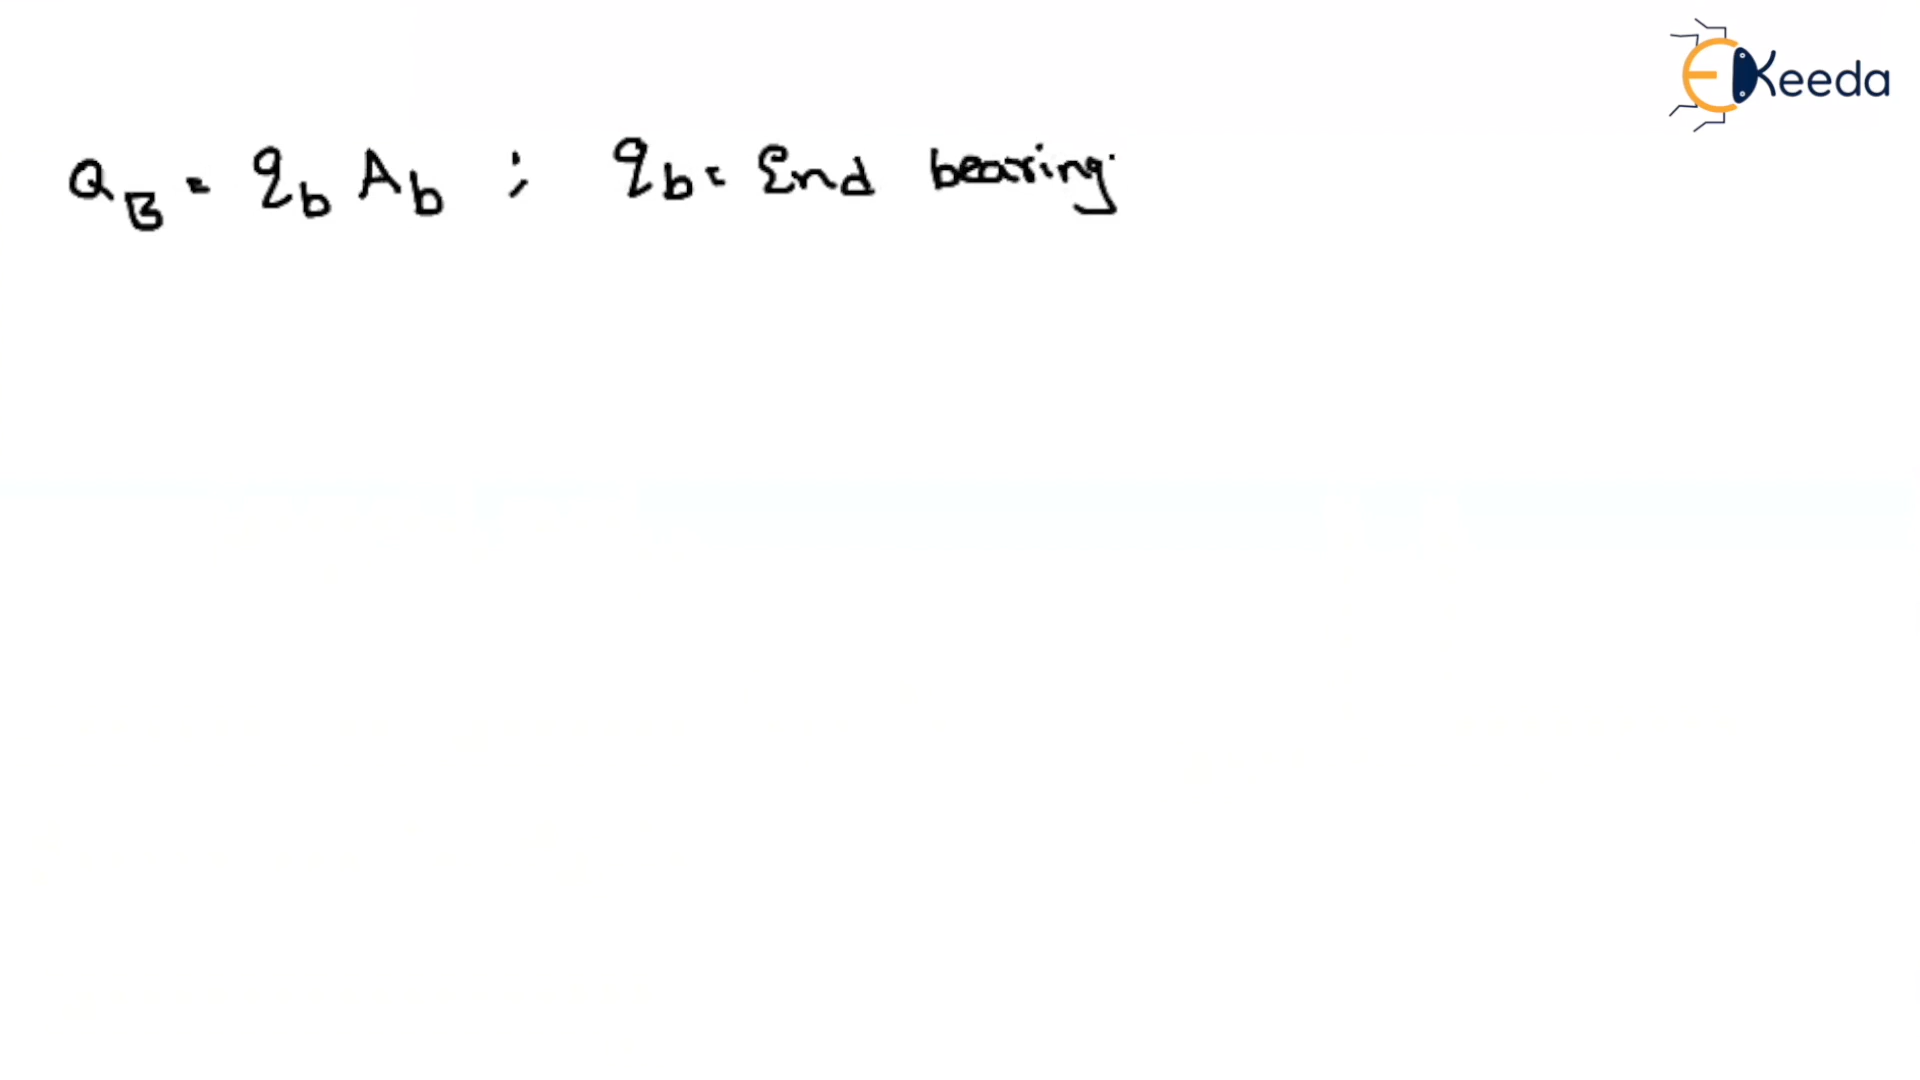 EKeeda
Q_B = q_b A_b ; q_b = End bearing